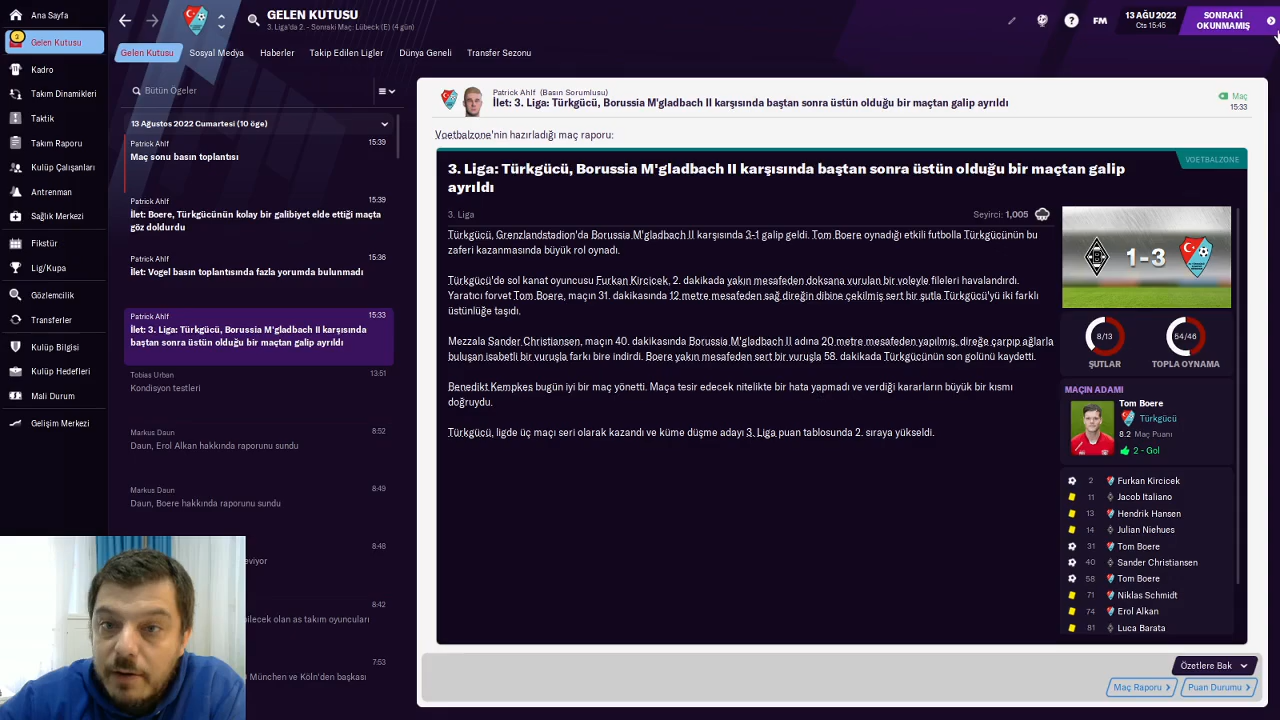 GELEN KUTUSU
3. Liga'da 2. - Sonraki Maç: Lübeck (E) (4 gün)
FM
13 AĞU 2022
Cts 15:45
SONRAKİ
OKUNMAMIŞ
Ana Sayfa
3
Gelen Kutusu
Kadro
Takım Dinamikleri
Taktik
Takım Raporu
Kulüp Çalışanları
Antrenman
Sağlık Merkezi
Fikstür
Lig/Kupa
Gözlemcilik
Transferler
Kulüp Bilgisi
Kulüp Hedefleri
Mali Durum
Gelişim Merkezi
Gelen Kutusu
Sosyal Medya
Haberler
Takip Edilen Ligler
Dünya Geneli
Transfer Sezonu
Bütün Ögeler
13 Ağustos 2022 Cumartesi (10 öge)
Patrick Ahlf
15:39
Maç sonu basın toplantısı
Patrick Ahlf
15:39
İlet: Boere, Türkgücünün kolay bir galibiyet elde ettiği maçta
göz doldurdu
Patrick Ahlf
15:36
İlet: Vogel basın toplantısında fazla yorumda bulunmadı
Patrick Ahlf
15:33
İlet: 3. Liga: Türkgücü, Borussia M'gladbach II karşısında
baştan sonra üstün olduğu bir maçtan galip ayrıldı
Tobias Urban
13:51
Kondisyon testleri
Markus Daun
8:52
Daun, Erol Alkan hakkında raporunu sundu
Markus Daun
8:49
Daun, Boere hakkında raporunu sundu
8:48
eviyor
8:42
bilecek olan as takım oyuncuları
7:53
München ve Köln'den başkası
Patrick Ahlf (Basın Sorumlusu)
İlet: 3. Liga: Türkgücü, Borussia M'gladbach II karşısında baştan sonra üstün olduğu bir maçtan galip ayrıldı
Maç
15:33
Voetbalzone'nin hazırladığı maç raporu:
VOETBALZONE
3. Liga: Türkgücü, Borussia M'gladbach II karşısında baştan sonra üstün olduğu bir maçtan galip
ayrıldı
3. Liga
Seyirci: 1,005
Türkgücü, Grenzlandstadion'da Borussia M'gladbach II karşısında 3-1 galip geldi. Tom Boere oynadığı etkili futbolla Türkgücünün bu
zaferi kazanmasında büyük rol oynadı.
Türkgücü'de sol kanat oyuncusu Furkan Kircicek, 2. dakikada yakın mesafeden doksana vurulan bir voleyle fileleri havalandırdı.
Yaratıcı forvet Tom Boere, maçın 31. dakikasında 12 metre mesafeden sağ direğin dibine çekilmiş sert bir şutla Türkgücü'yü iki farklı
üstünlüğe taşıdı.
Mezzala Sander Christiansen, maçın 40. dakikasında Borussia M'gladbach II adına 20 metre mesafeden yapılmış, direğe çarpıp ağlarla
buluşan isabetli bir vuruşla farkı bire indirdi. Boere yakın mesafeden sert bir vuruşla 58. dakikada Türkgücünün son golünü kaydetti.
Benedikt Kempkes bugün iyi bir maç yönetti. Maça tesir edecek nitelikte bir hata yapmadı ve verdiği kararların büyük bir kısmı
doğruydu.
Türkgücü, ligde üç maçı seri olarak kazandı ve küme düşme adayı 3. Liga puan tablosunda 2. sıraya yükseldi.
1-3
8/13
ŞUTLAR
54/46
TOPLA OYNAMA
MAÇIN ADAMI
Tom Boere
Türkgücü
8.2 Maç Puanı
2 - Gol
2 Furkan Kircicek
11 Jacob Italiano
13 Hendrik Hansen
14 Julian Niehues
31 Tom Boere
40 Sander Christiansen
58 Tom Boere
71 Niklas Schmidt
74 Erol Alkan
81 Luca Barata
Özetlere Bak
Maç Raporu
Puan Durumu